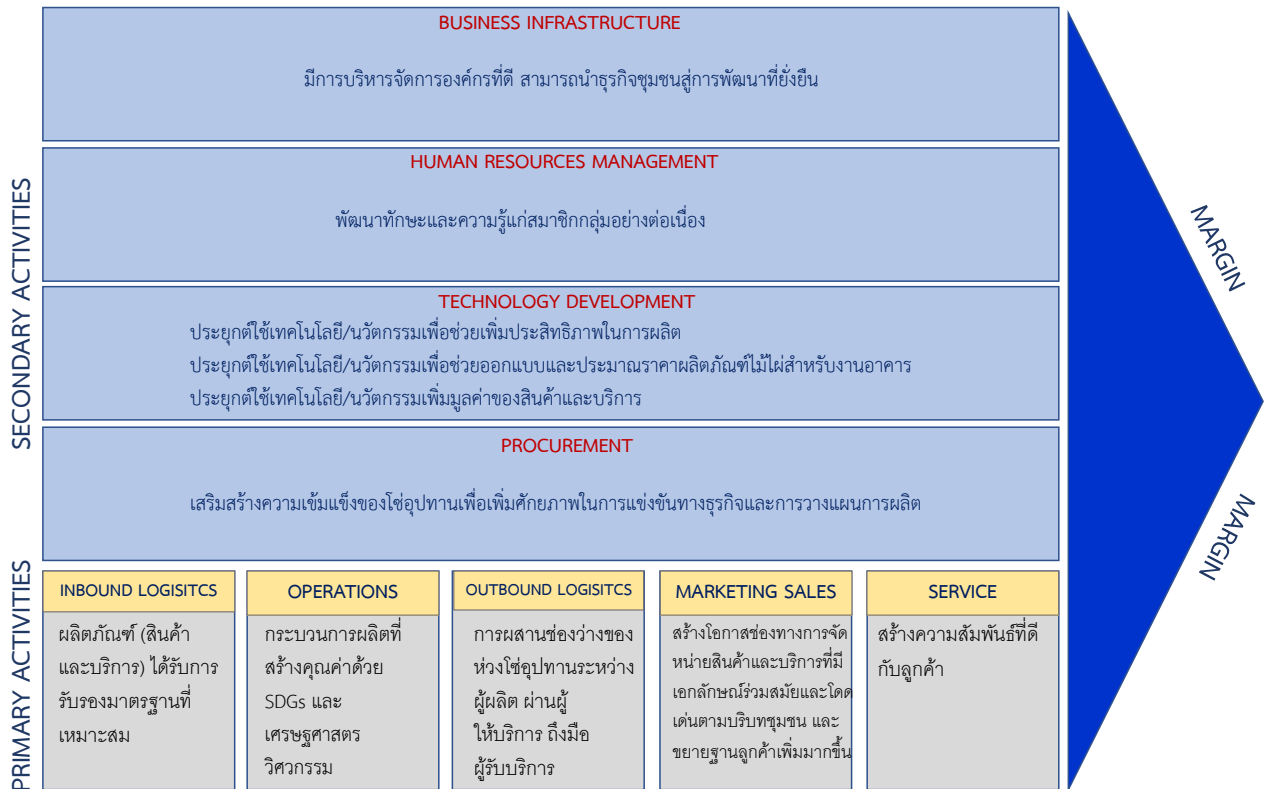 SECONDARY ACTIVITIES
BUSINESS INFRASTRUCTURE
มีการบริหารจัดการองค์กรที่ดี สามารถนำธุรกิจชุมชนสู่การพัฒนาที่ยั่งยืน
HUMAN RESOURCES MANAGEMENT
พัฒนาทักษะและความรู้แก่สมาชิกกลุ่มอย่างต่อเนื่อง
TECHNOLOGY DEVELOPMENT
ประยุกต์ใช้เทคโนโลยี/นวัตกรรมเพื่อช่วยเพิ่มประสิทธิภาพในการผลิต
ประยุกต์ใช้เทคโนโลยี/นวัตกรรมเพื่อช่วยออกแบบและประมาณราคาผลิตภัณฑ์ไม้ไผ่สำหรับงานอาคาร
ประยุกต์ใช้เทคโนโลยี/นวัตกรรมเพิ่มมูลค่าของสินค้าและบริการ
PROCUREMENT
เสริมสร้างความเข้มแข็งของโซ่อุปทานเพื่อเพิ่มศักยภาพในการแข่งขันทางธุรกิจและการวางแผนการผลิต
PRIMARY ACTIVITIES
INBOUND LOGISITCS
ผลิตภัณฑ์ (สินค้า
และบริการ) ได้รับการ
รับรองมาตรฐานที่
เหมาะสม
OPERATIONS
กระบวนการผลิตที่
สร้างคุณค่าด้วย
SDGs และ
เศรษฐศาสตร
วิศวกรรม
OUTBOUND LOGISITCS
การผสานช่องว่างของ
ห่วงโซ่อุปทานระหว่าง
ผู้ผลิต ผ่านผู้
ให้บริการ ถึงมือ
ผู้รับบริการ
MARKETING SALES
สร้างโอกาสช่องทางการจัด
หน่ายสินค้าและบริการที่มี
เอกลักษณ์ร่วมสมัยและโดด
เด่นตามบริบทชุมชน และ
ขยายฐานลูกค้าเพิ่มมากขึ้น
SERVICE
สร้างความสัมพันธ์ที่ดี
กับลูกค้า
MARGIN
MARGIN